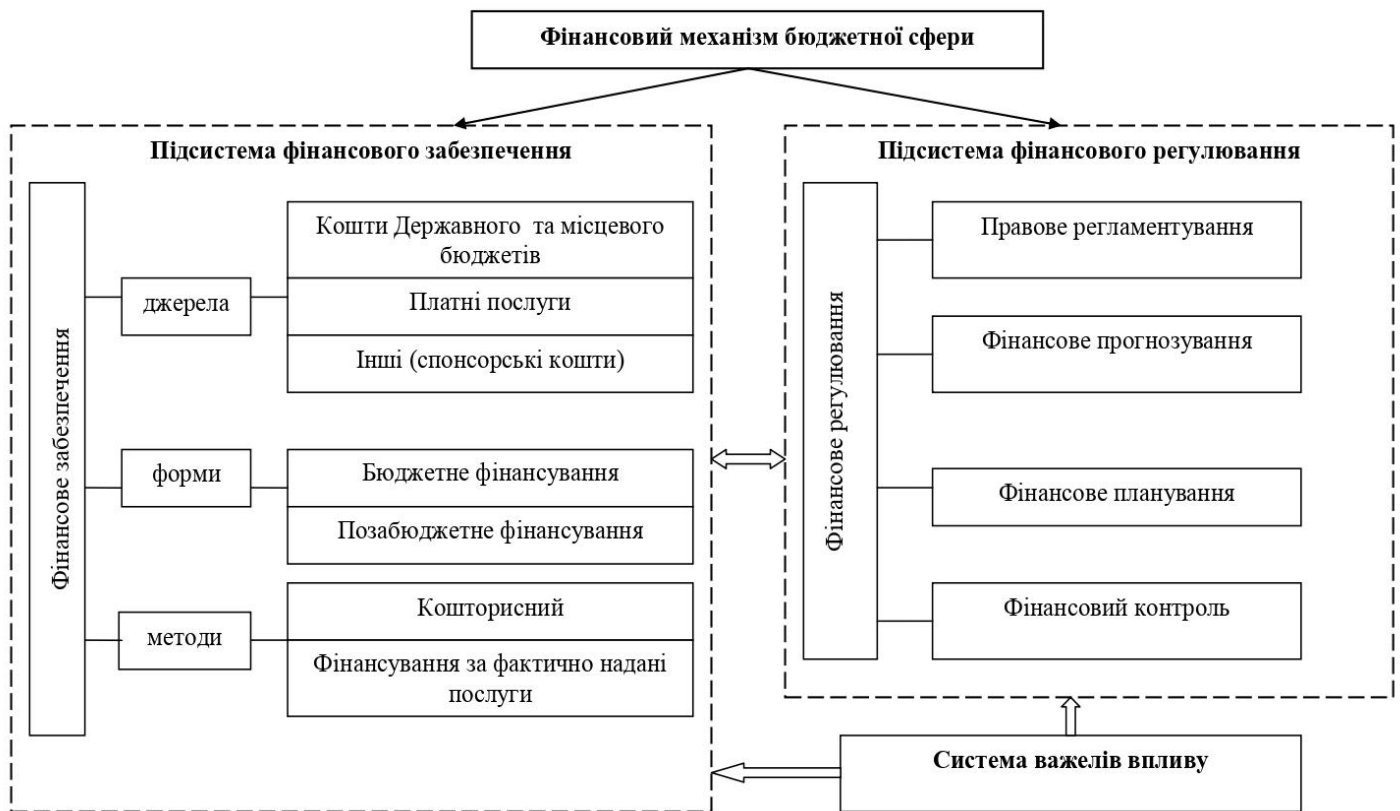 Фінансовий механізм бюджетної сфери
Підсистема фінансового забезпечення
Фінансове забезпечення
джерела
Кошти Державного та місцевого
бюджетів
Платні послуги
Інші (спонсорські кошти)
форми
Бюджетне фінансування
Позабюджетне фінансування
методи
Кошторисний
Фінансування за фактично надані
послуги
Підсистема фінансового регулювання
Фінансове регулювання
Правове регламентування
Фінансове прогнозування
Фінансове планування
Фінансовий контроль
Система важелів впливу